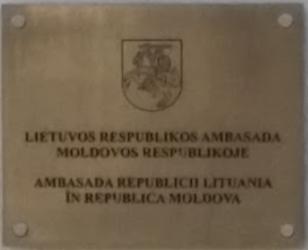 LIETUVOS RESPUBLIKOS AMBASADA
MOLDOVOS RESPUBLIKOJE
AMBASADA REPUBLICII LITUANIA
ÎN REPUBLICA MOLDOVA